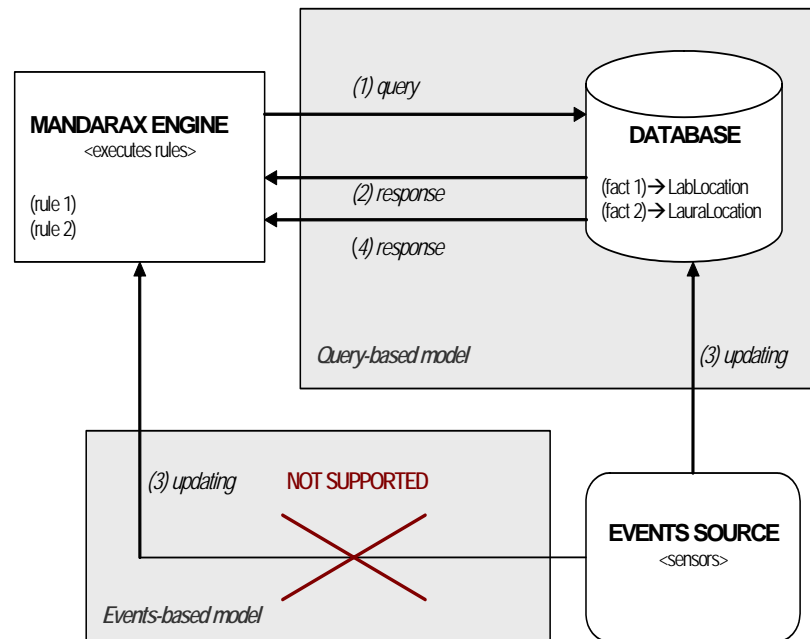 (1) query
MANDARAX ENGINE
<executes rules>
(rule 1)
(rule 2)
DATABASE
(fact 1)→LabLocation
(fact 2)→LauraLocation
(2) response
(4) response
Query-based model
(3) updating
(3) updating
NOT SUPPORTED
EVENTS SOURCE
<sensors>
Events-based model